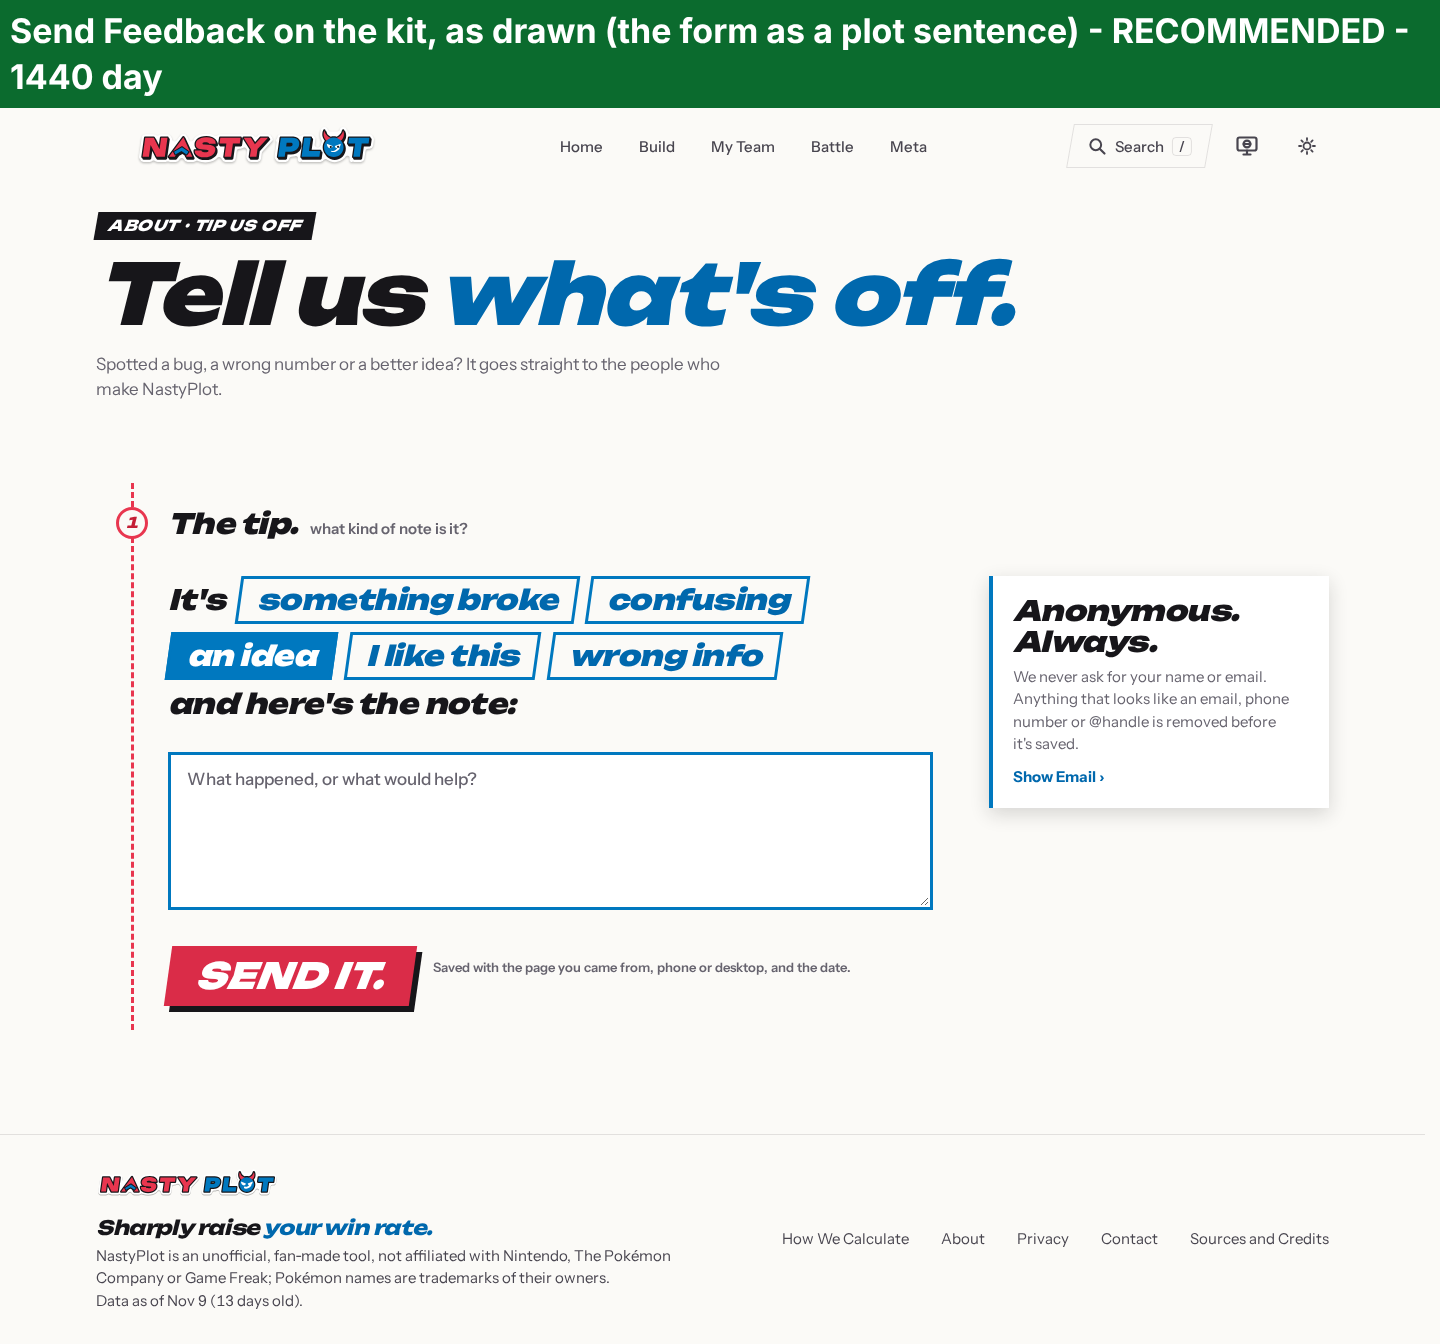 Send Feedback on the kit, as drawn (the form as a plot sentence) - RECOMMENDED -
1440 day
NASTY PLOT
Home Build My Team Battle Meta
Search /
ABOUT · TIP US OFF
Tell us what's off.
Spotted a bug, a wrong number or a better idea? It goes straight to the people who
make NastyPlot.
1 The tip. what kind of note is it?
It's something broke confusing
an idea I like this wrong info
and here's the note:
What happened, or what would help?
SEND IT. Saved with the page you came from, phone or desktop, and the date.
Anonymous.
Always.
We never ask for your name or email.
Anything that looks like an email, phone
number or @handle is removed before
it's saved.
Show Email ›
NASTY PLOT
Sharply raise your win rate.
NastyPlot is an unofficial, fan-made tool, not affiliated with Nintendo, The Pokémon
Company or Game Freak; Pokémon names are trademarks of their owners.
Data as of Nov 9 (13 days old).
How We Calculate About Privacy Contact Sources and Credits